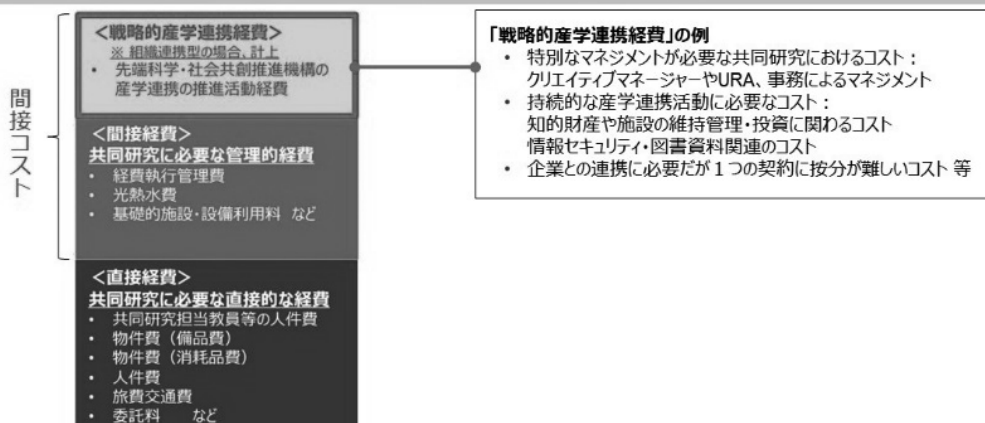 間接コスト
<戦略的産学連携経費>
※ 組織連携型の場合、計上
• 先端科学・社会共創推進機構の
産学連携の推進活動経費
<間接経費>
共同研究に必要な管理的経費
• 経費執行管理費
• 光熱水費
• 基礎的施設・設備利用料 など
<直接経費>
共同研究に必要な直接的な経費
• 共同研究担当教員等の人件費
• 物件費（備品費）
• 物件費（消耗品費）
• 人件費
• 旅費交通費
• 委託料 など
「戦略的産学連携経費」の例
• 特別なマネジメントが必要な共同研究におけるコスト：
クリエイティブマネージャーやURA、事務によるマネジメント
• 持続的な産学連携活動に必要なコスト：
知的財産や施設の維持管理・投資に関わるコスト
情報セキュリティ・図書資料関連のコスト
• 企業との連携に必要だが１つの契約に按分が難しいコスト 等